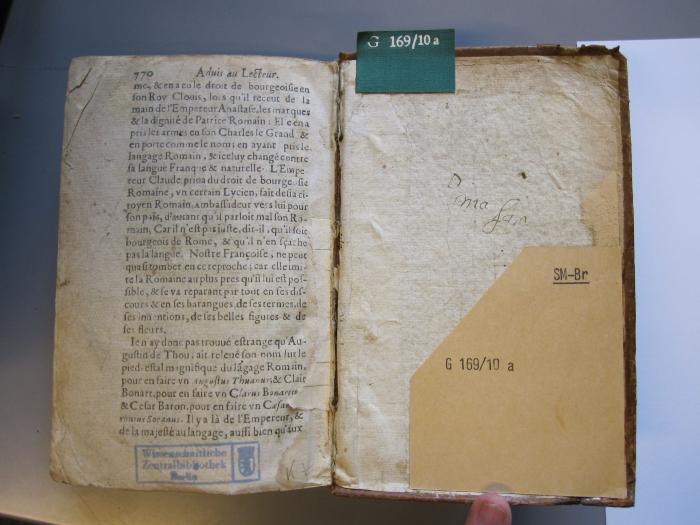 770 Aduis au Lecteur.
me, & en a eu le droit de bourgeoisie en
son Roy Clouis, lors qu'il receut de la
main de l'Empereur Anastase, les marques
& la dignité de Patrice Romain: Elle en a
pris les armes en son Charles le Grand, &
en porte comme le nom; en ayant pris le
langage Romain, & iceluy changé contre
sa langue Franque & naturelle. L'Empe-
reur Claude priua du droit de bourgeoisie
Romaine, vn certain Lycien, fait desia ci-
toyen Romain, Ambassadeur vers lui pour
son païs, d'autant qu'il parloit mal son Ro-
main, Car il n'est pas iuste, dit-il, qu'il soit
bourgeois de Rome, & qu'il n'en sçache
pas la langue. Nostre Françoise, ne peut
quasi tomber en ce reproche; car elle imi-
te la Romaine au plus pres qu'il lui est pos-
sible, & se va reparant par tout en ses dis-
cours & en ses harangues, de ses termes, de
ses inuentions, de ses belles figures & de
ses fleurs.
Ie n'ay donc pas trouué estrange qu'Au-
gustin de Thou, ait releué son nom sur le
pied-estal magnifique du lãgage Romain,
pour en faire vn Augustus Thuanus, & Clair
Bonart, pour en faire vn Clarus Bonarus
& Cesar Baron, pour en faire vn Cæsar
Soranus. Il y a là de l'Empereur, &
de la majesté au langage, aussi bien qu'aux
Wissenschaftliche
Zentralbibliothek
Berlin
G 169/10 a
SM-Br
G 169/10 a